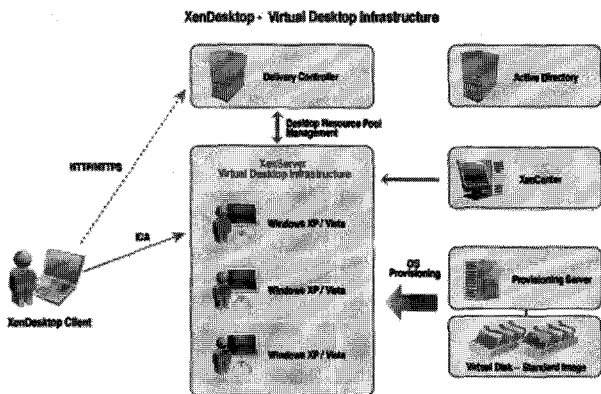 XenDesktop - Virtual Desktop Infrastructure
Delivery Controller
Active Directory
Desktop Resource Pool
Management
HTTP/HTTPS
XenServer
Virtual Desktop Infrastructure
XenCenter
Windows XP / Vista
ICA
OS
Provisioning
Provisioning Server
Windows XP / Vista
XenDesktop Client
Windows XP / Vista
Virtual Disk - Standard Image